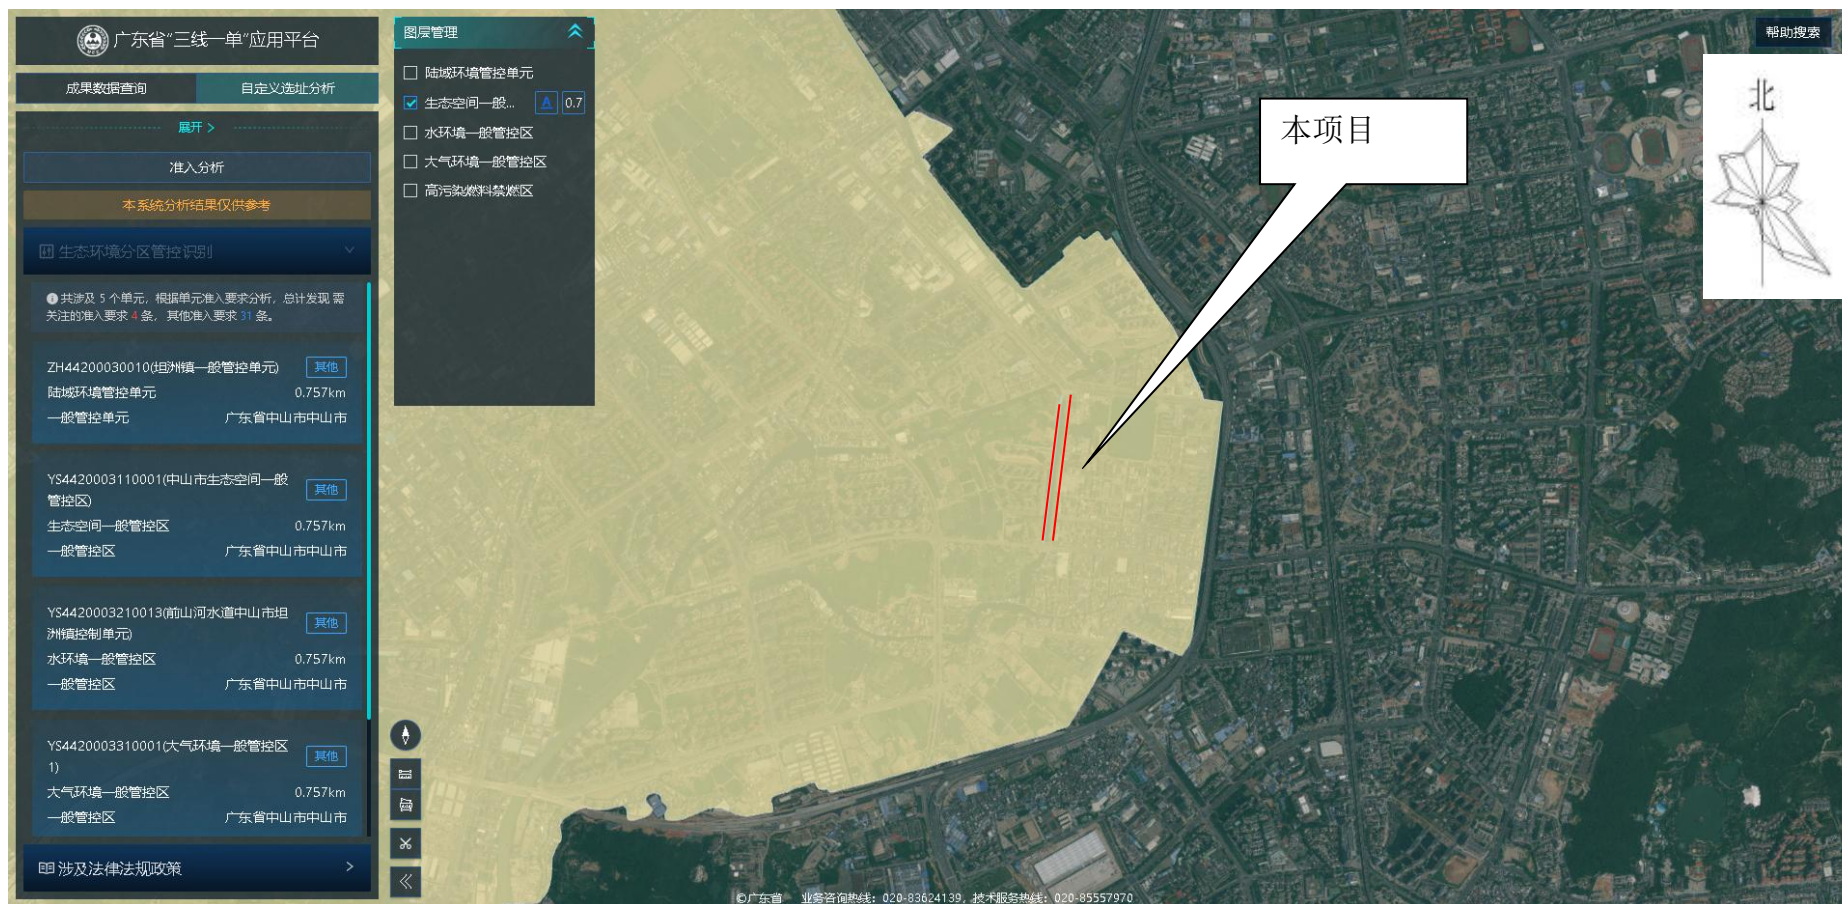 广东省“三线一单”应用平台
成果数据查询
自定义选址分析
展开 >
准入分析
本系统分析结果仅供参考
生态环境分区管控识别
共涉及 5 个单元，根据单元准入要求分析，总计发现 需
关注的准入要求 4 条， 其他准入要求 31 条。
ZH44200030010(坦洲镇一般管控单元)
其他
陆域环境管控单元
0.757km
一般管控单元
广东省中山市中山市
YS4420003110001(中山市生态空间一般
管控区)
其他
生态空间一般管控区
0.757km
一般管控区
广东省中山市中山市
YS4420003210013(前山河水道中山市坦
洲镇控制单元)
其他
水环境一般管控区
0.757km
一般管控区
广东省中山市中山市
YS4420003310001(大气环境一般管控区
1)
其他
大气环境一般管控区
0.757km
一般管控区
广东省中山市中山市
涉及法律法规政策
图层管理
陆域环境管控单元
生态空间一般...
0.7
水环境一般管控区
大气环境一般管控区
高污染燃料禁燃区
本项目
帮助搜索
北
©广东省 业务咨询热线：020-83624139，技术服务热线：020-85557970